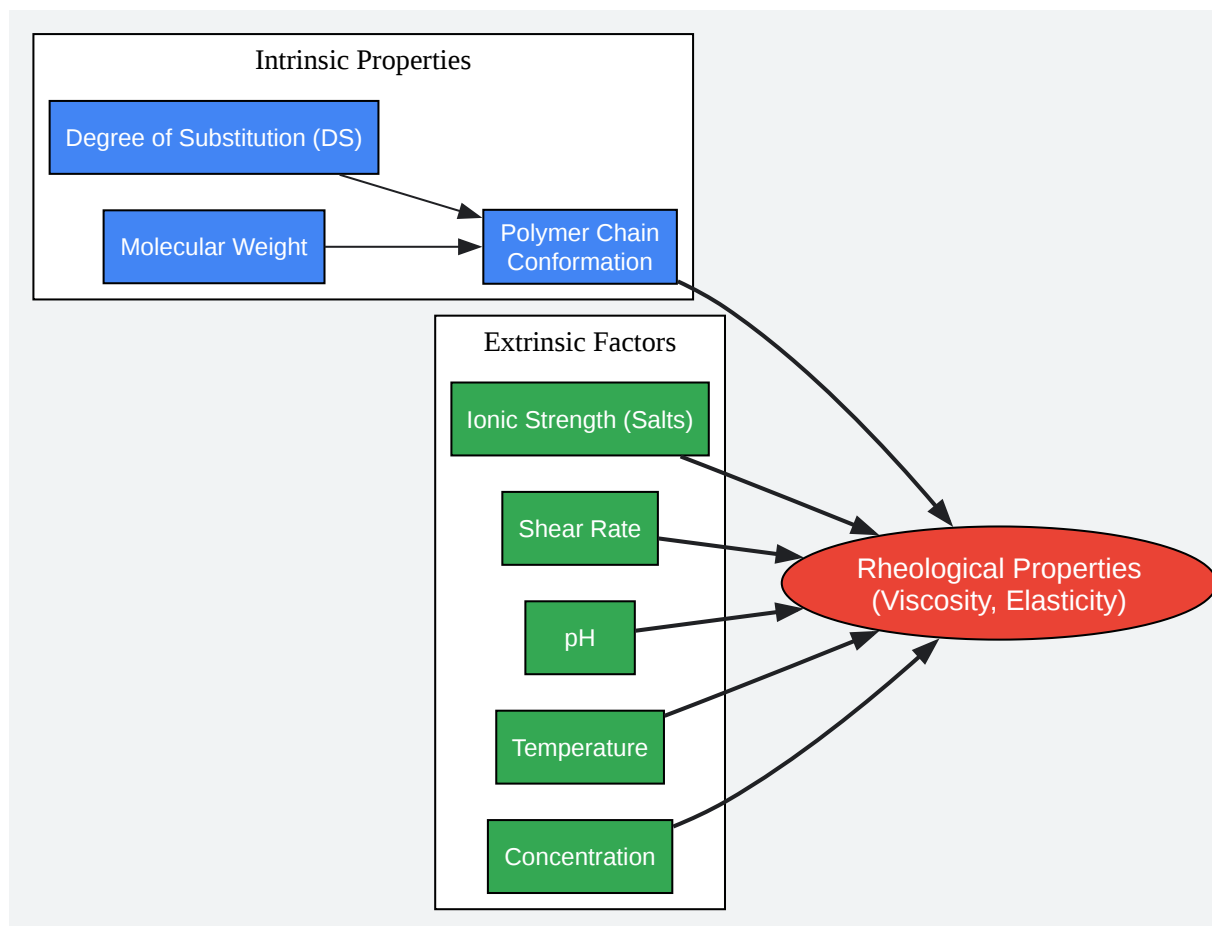 Intrinsic Properties
Degree of Substitution (DS)
Molecular Weight
Polymer Chain
Conformation
Extrinsic Factors
Ionic Strength (Salts)
Shear Rate
pH
Temperature
Concentration
Rheological Properties
(Viscosity, Elasticity)